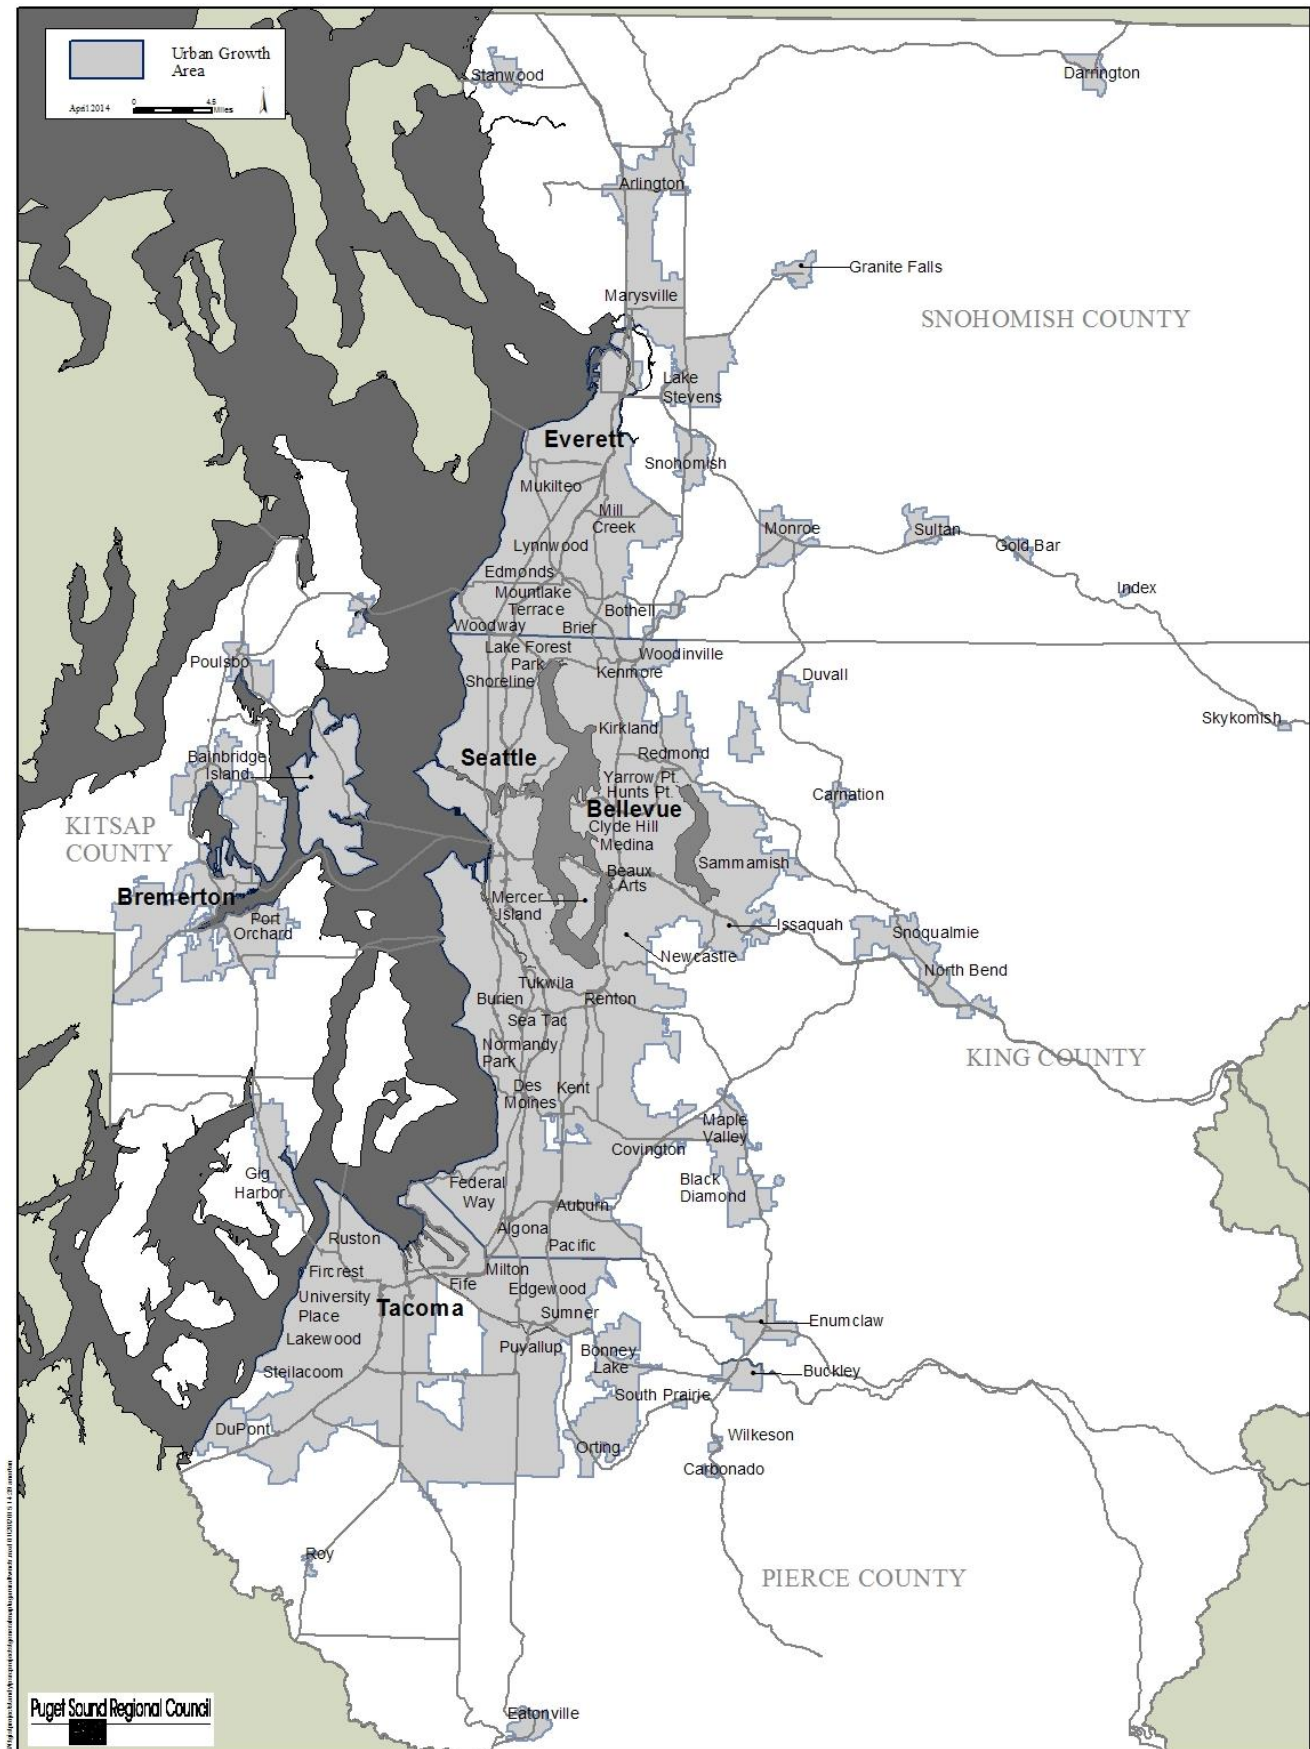 Urban Growth
Area
April 2014
0
4.5
Miles
Stanwood
Darrington
Arlington
Granite Falls
SNOHOMISH COUNTY
Marysville
Lake
Stevens
Everett
Snohomish
Mukilteo
Mill
Creek
Monroe
Sultan
Gold Bar
Lynnwood
Edmonds
Index
Mountlake
Terrace
Bothell
Woodway
Brier
Lake Forest
Park
Woodinville
Poulsbo
Kenmore
Shoreline
Duvall
Skykomish
Kirkland
Bainbridge
Island
Seattle
Redmond
Yarrow Pt.
Hunts Pt.
Carnation
Bellevue
KITSAP
COUNTY
Clyde Hill
Medina
Sammamish
Beaux
Arts
Bremerton
Mercer
Island
Port
Orchard
Issaquah
Snoqualmie
Newcastle
North Bend
Tukwila
Burien
Renton
Sea Tac
Normandy
Park
KING COUNTY
Des
Moines
Kent
Maple
Valley
Covington
Gig
Harbor
Federal
Way
Black
Diamond
Auburn
Algona
Ruston
Pacific
Fircrest
Milton
Fife
Edgewood
University
Place
Tacoma
Sumner
Enumclaw
Lakewood
Puyallup
Bonney
Lake
Steilacoom
Buckley
South Prairie
DuPont
Wilkeson
Orting
Carbonado
Roy
PIERCE COUNTY
Puget Sound Regional Council
Eatonville